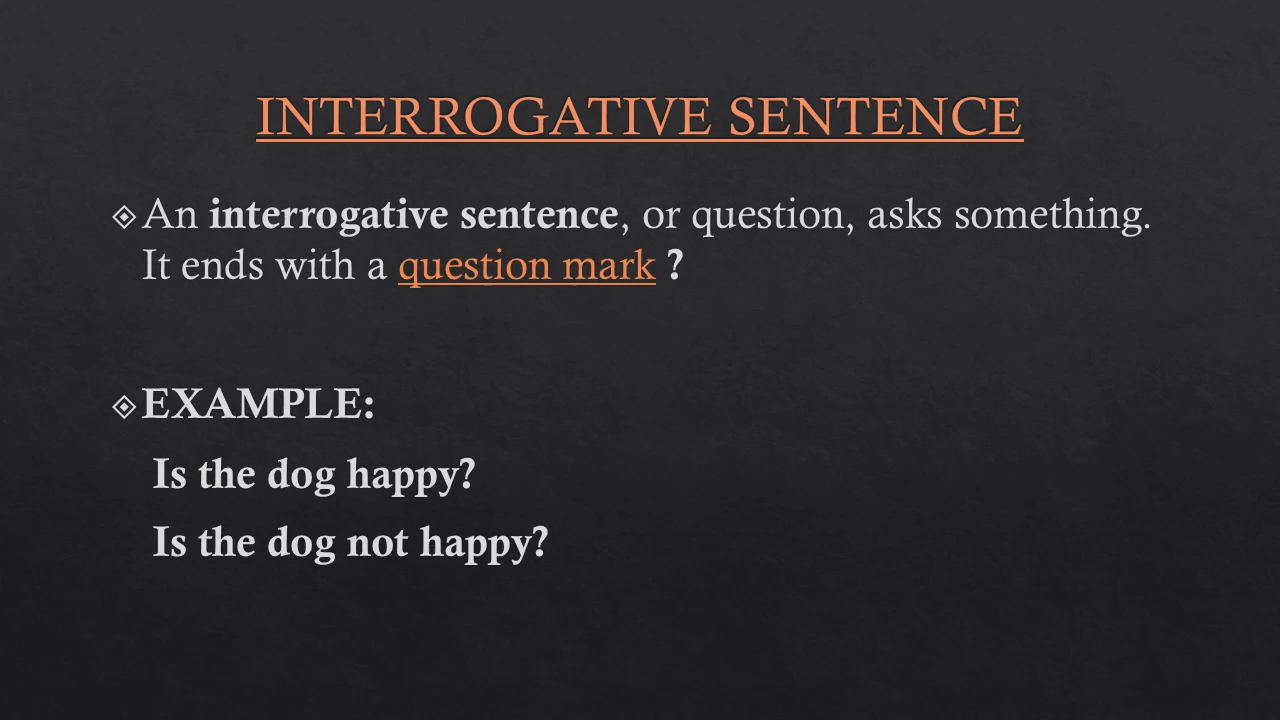 INTERROGATIVE SENTENCE
An interrogative sentence, or question, asks something.
It ends with a question mark ?
EXAMPLE:
Is the dog happy?
Is the dog not happy?